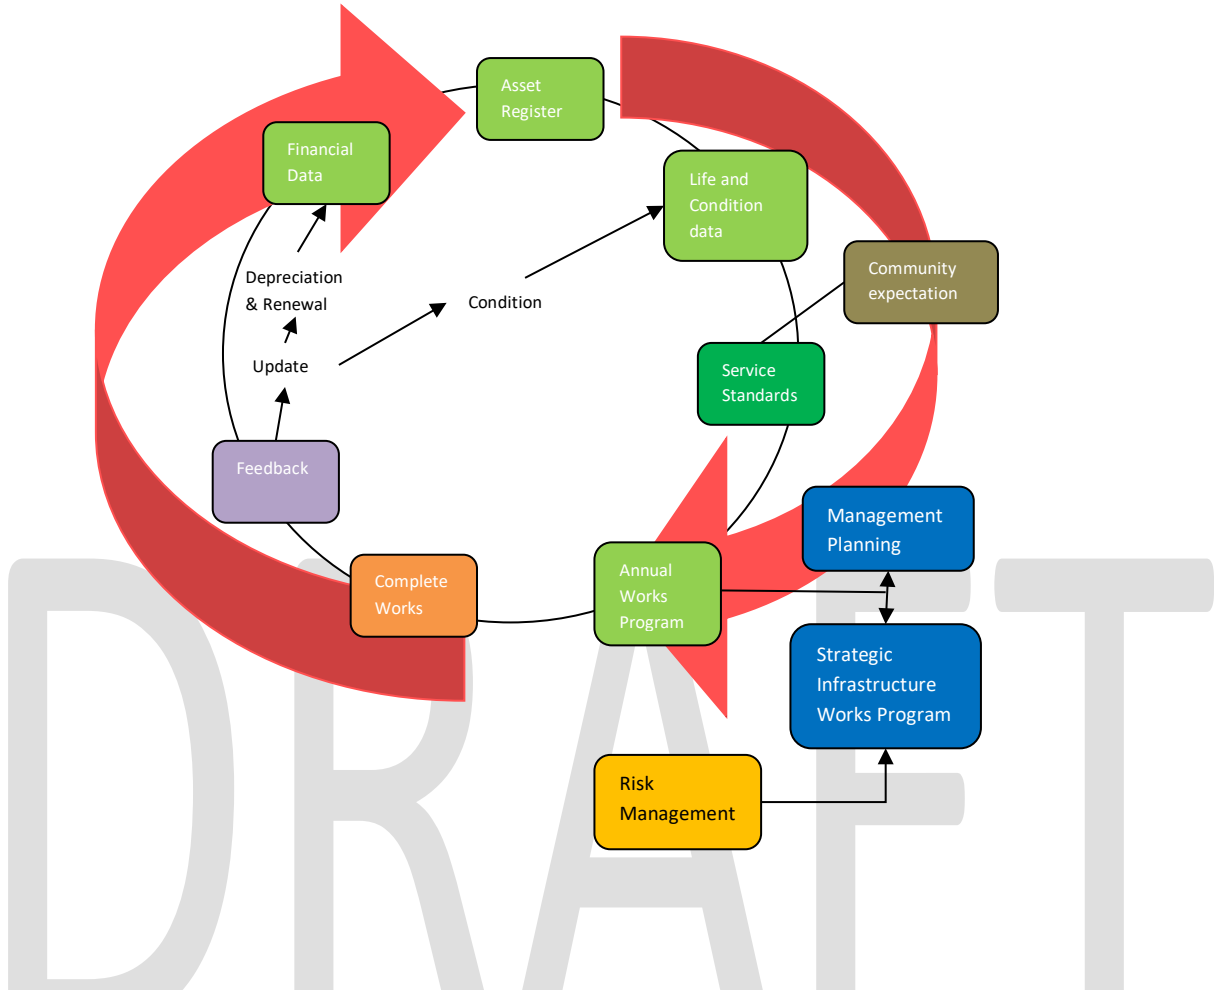 Asset
Register
Financial
Data
Life and
Condition
data
Community
expectation
Depreciation
& Renewal
Condition
Update
Service
Standards
Feedback
Management
Planning
Complete
Works
Annual
Works
Program
Strategic
Infrastructure
Works Program
Risk
Management
DRAFT